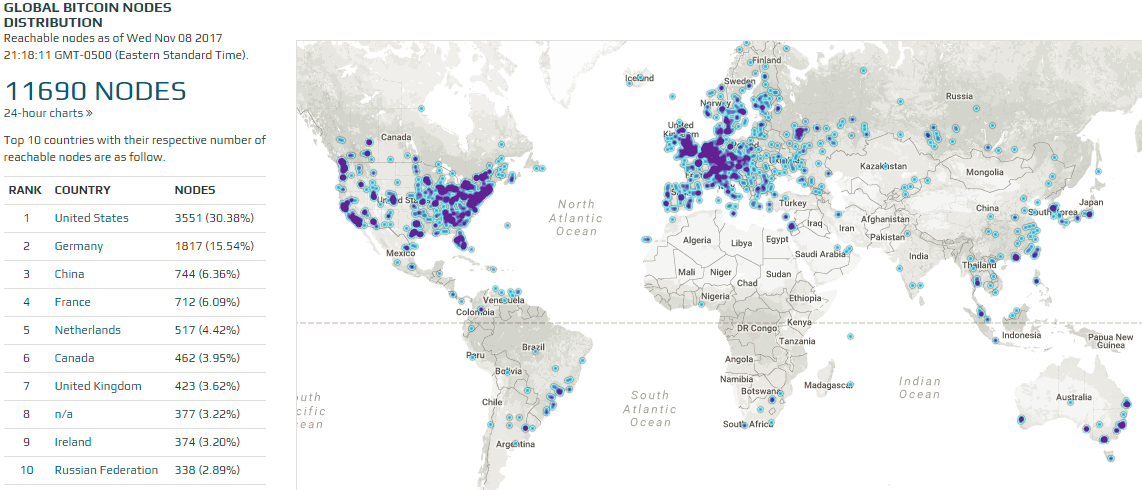 GLOBAL BITCOIN NODES
DISTRIBUTION
Reachable nodes as of Wed Nov 08 2017
21:18:11 GMT-0500 (Eastern Standard Time).
11690 NODES
24-hour charts »
Top 10 countries with their respective number of
reachable nodes are as follow.
RANK COUNTRY NODES
1 United States 3551 (30.38%)
2 Germany 1817 (15.54%)
3 China 744 (6.36%)
4 France 712 (6.09%)
5 Netherlands 517 (4.42%)
6 Canada 462 (3.95%)
7 United Kingdom 423 (3.62%)
8 n/a 377 (3.22%)
9 Ireland 374 (3.20%)
10 Russian Federation 338 (2.89%)
Finland
Iceland
Sweden
Russia
Norway
United
Kingdom
Canada
Kazakhstan
Mongolia
United States
North
Atlantic
Ocean
Turkey
China
South Korea
Japan
Iraq
Iran
Afghanistan
Pakistan
Algeria
Libya
Egypt
Saudi Arabia
India
Mexico
Mali
Niger
Chad
Sudan
Thailand
Nigeria
Ethiopia
Venezuela
Colombia
Kenya
DR Congo
Tanzania
Indonesia
Papua New
Guinea
Brazil
Peru
Bolivia
Angola
Namibia
Botswana
Madagascar
Chile
outh
cific
ean
South
Atlantic
Ocean
Indian
Ocean
Australia
South Africa
Argentina